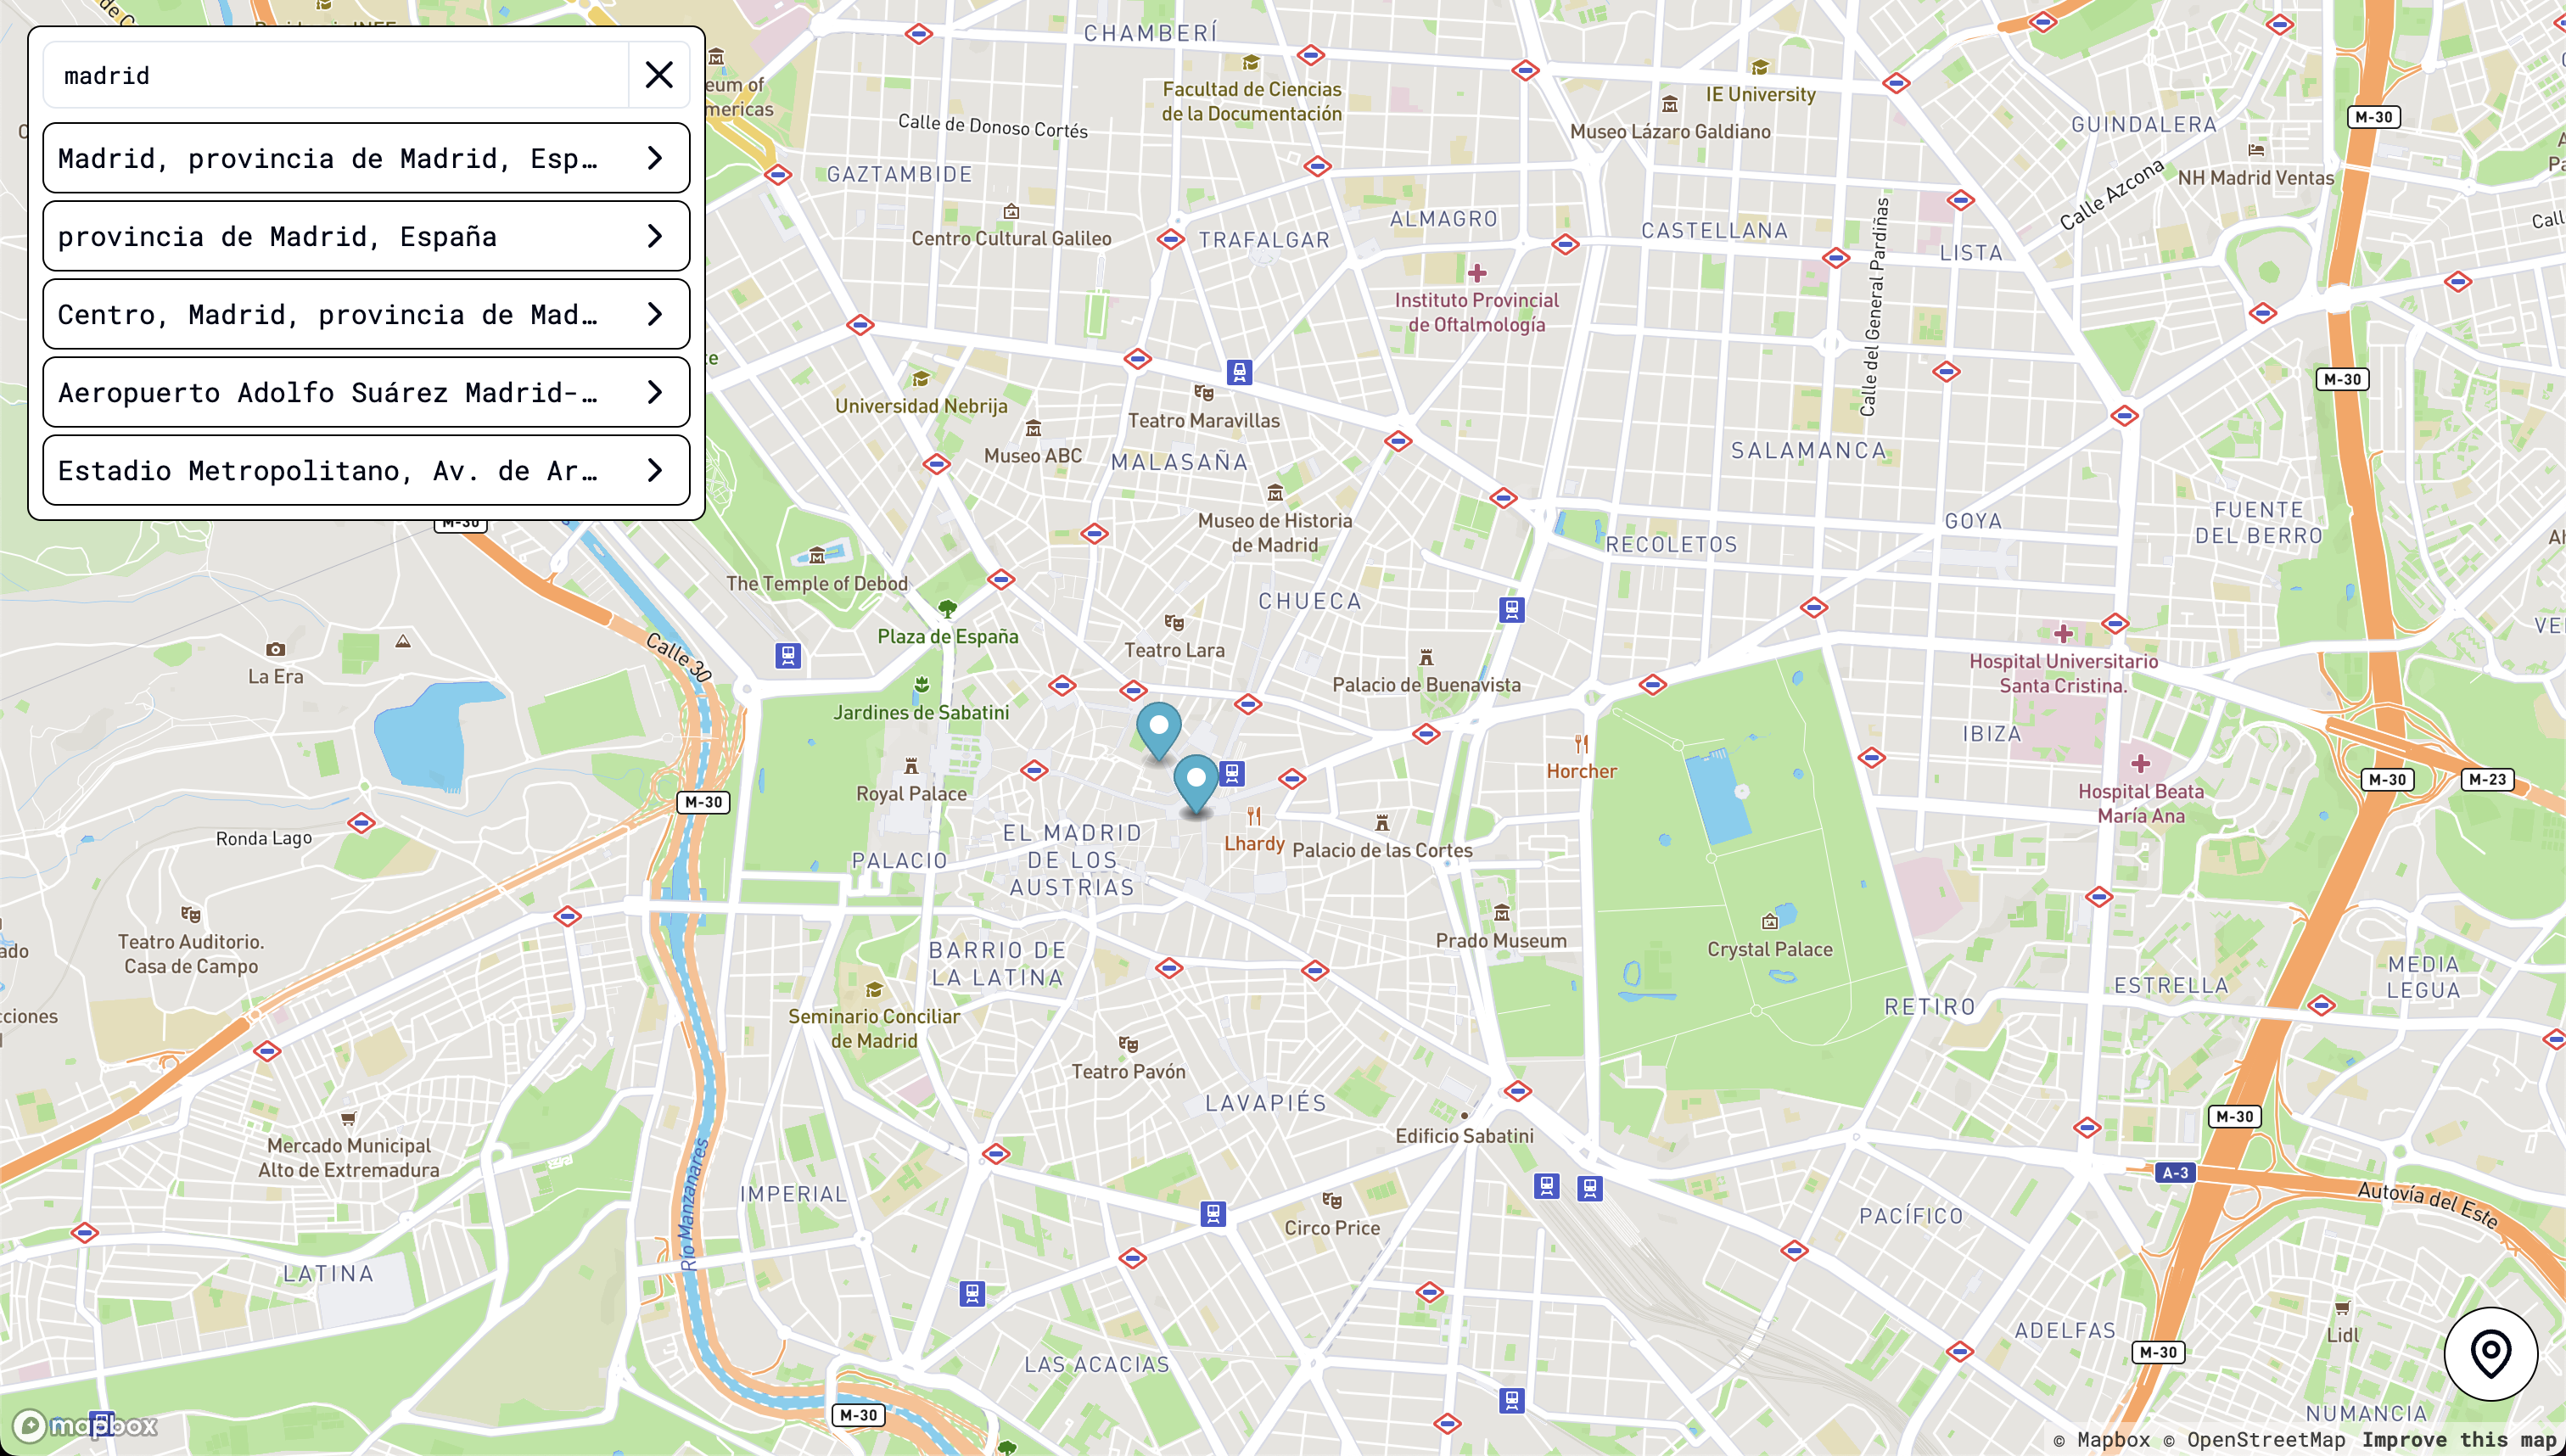 madrid
Madrid, provincia de Madrid, Esp…
provincia de Madrid, España
Centro, Madrid, provincia de Mad…
Aeropuerto Adolfo Suárez Madrid-…
Estadio Metropolitano, Av. de Ar…
CHAMBERÍ
Facultad de Ciencias
de la Documentación
IE University
Museo Lázaro Galdiano
GUINDALERA
M-30
Calle de Donoso Cortés
GAZTAMBIDE
Calle Azcona
NH Madrid Ventas
Centro Cultural Galileo
TRAFALGAR
ALMAGRO
CASTELLANA
Calle del General Pardiñas
LISTA
Instituto Provincial
de Oftalmología
M-30
Universidad Nebrija
Teatro Maravillas
Museo ABC
MALASAÑA
SALAMANCA
Museo de Historia
de Madrid
GOYA
FUENTE
DEL BERRO
M-30
RECOLETOS
The Temple of Debod
CHUECA
Plaza de España
Teatro Lara
Calle 30
La Era
Palacio de Buenavista
Hospital Universitario
Santa Cristina.
Jardines de Sabatini
IBIZA
Horcher
Royal Palace
M-30
M-30
M-23
Hospital Beata
María Ana
Ronda Lago
EL MADRID
DE LOS
AUSTRIAS
PALACIO
Lhardy
Palacio de las Cortes
Teatro Auditorio.
Casa de Campo
BARRIO DE
LA LATINA
Prado Museum
Crystal Palace
MEDIA
LEGUA
ESTRELLA
RETIRO
Seminario Conciliar
de Madrid
Teatro Pavón
LAVAPIÉS
Edificio Sabatini
M-30
Mercado Municipal
Alto de Extremadura
A-3
Autovía del Este
Río Manzanares
IMPERIAL
Circo Price
PACÍFICO
LATINA
ADELFAS
Lidl
M-30
LAS ACACIAS
M-30
NUMANCIA
mapbox
© Mapbox © OpenStreetMap Improve this map